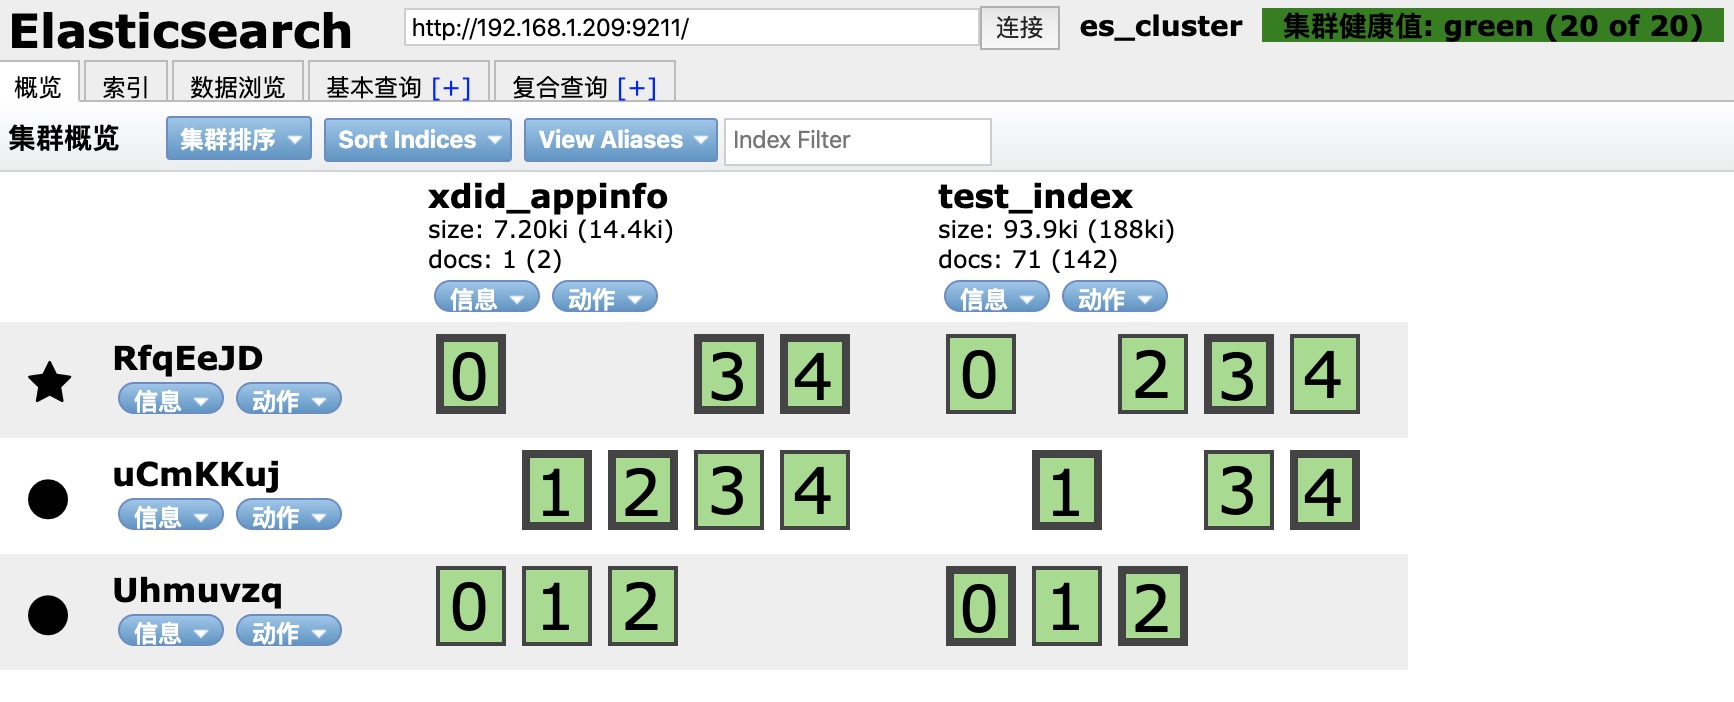 Elasticsearch http://192.168.1.209:9211/ 连接 es_cluster 集群健康值: green (20 of 20)
概览 索引 数据浏览 基本查询 [+] 复合查询 [+]
集群概览 集群排序 Sort Indices View Aliases Index Filter
xdid_appinfo test_index
size: 7.20ki (14.4ki) size: 93.9ki (188ki)
docs: 1 (2) docs: 71 (142)
信息 动作 信息 动作
RfqEeJD 0 3 4 0 2 3 4
信息 动作
uCmKKuj 1 2 3 4 1 3 4
信息 动作
Uhmuvzq 0 1 2 0 1 2
信息 动作